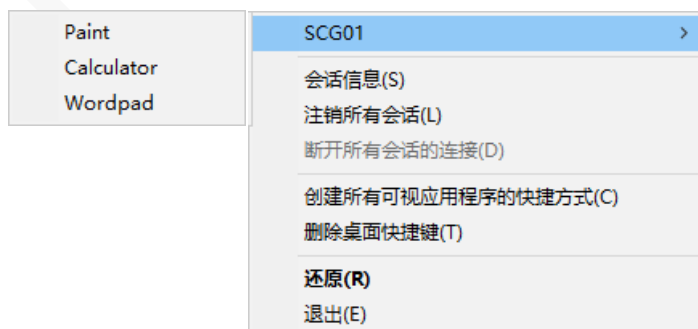 Paint
Calculator
Wordpad
SCG01
会话信息(S)
注销所有会话(L)
断开所有会话的连接(D)
创建所有可视应用程序的快捷方式(C)
删除桌面快捷键(T)
还原(R)
退出(E)